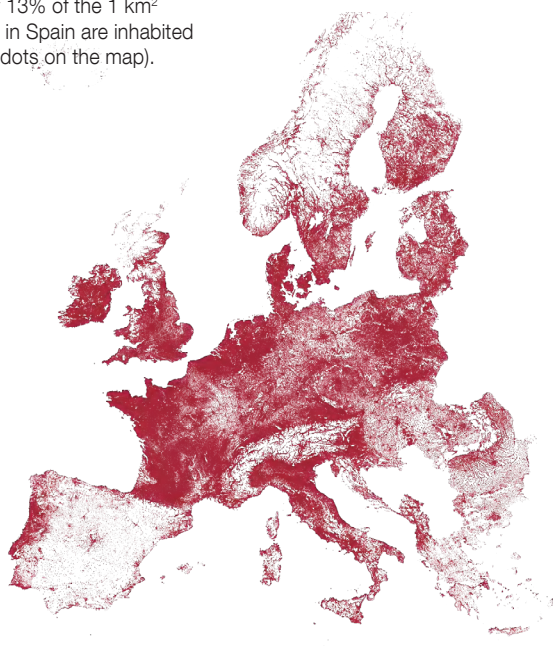 13% of the 1 km²
in Spain are inhabited
dots on the map).